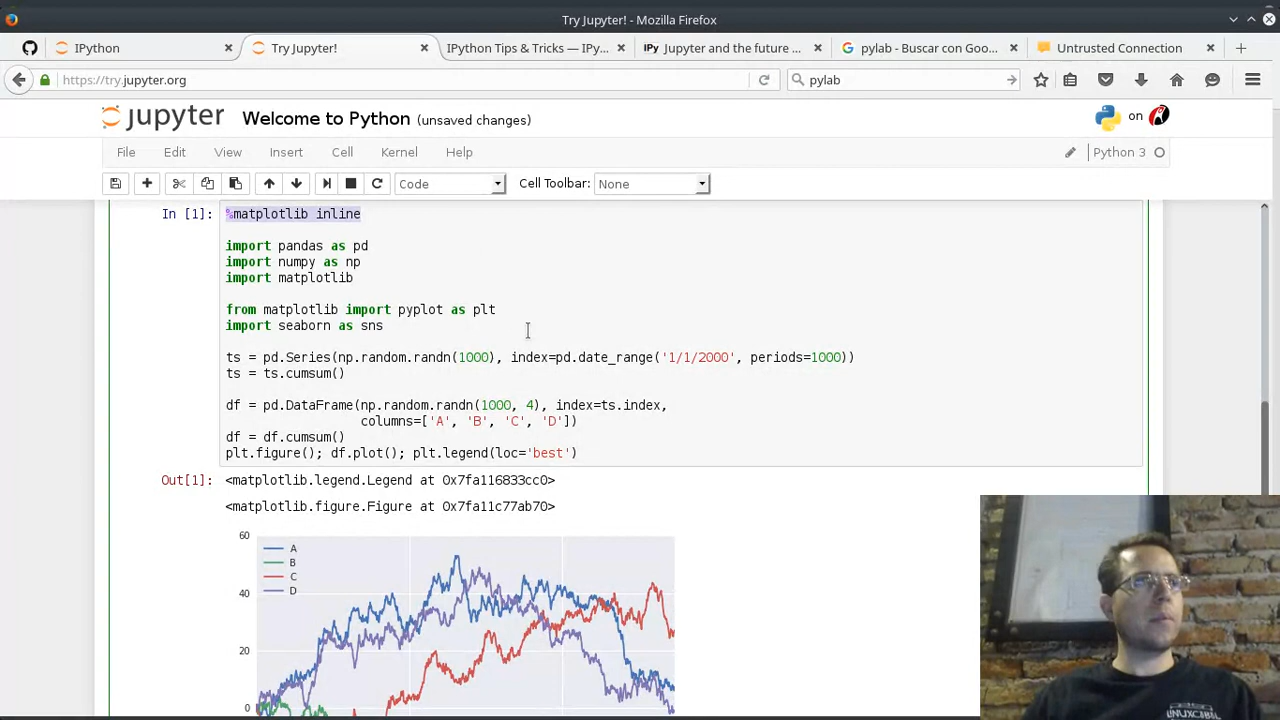 Try Jupyter! - Mozilla Firefox
IPython
Try Jupyter!
IPython Tips & Tricks — IPy...
IPy Jupyter and the future ...
pylab - Buscar con Goo...
Untrusted Connection
https://try.jupyter.org
pylab
jupyter Welcome to Python (unsaved changes)
on
File Edit View Insert Cell Kernel Help
Python 3
Code
Cell Toolbar: None
In [1]: %matplotlib inline
import pandas as pd
import numpy as np
import matplotlib
from matplotlib import pyplot as plt
import seaborn as sns
ts = pd.Series(np.random.randn(1000), index=pd.date_range('1/1/2000', periods=1000))
ts = ts.cumsum()
df = pd.DataFrame(np.random.randn(1000, 4), index=ts.index,
columns=['A', 'B', 'C', 'D'])
df = df.cumsum()
plt.figure(); df.plot(); plt.legend(loc='best')
Out[1]: <matplotlib.legend.Legend at 0x7fa116833cc0>
<matplotlib.figure.Figure at 0x7fa11c77ab70>
60
A
B
C
D
40
20
0